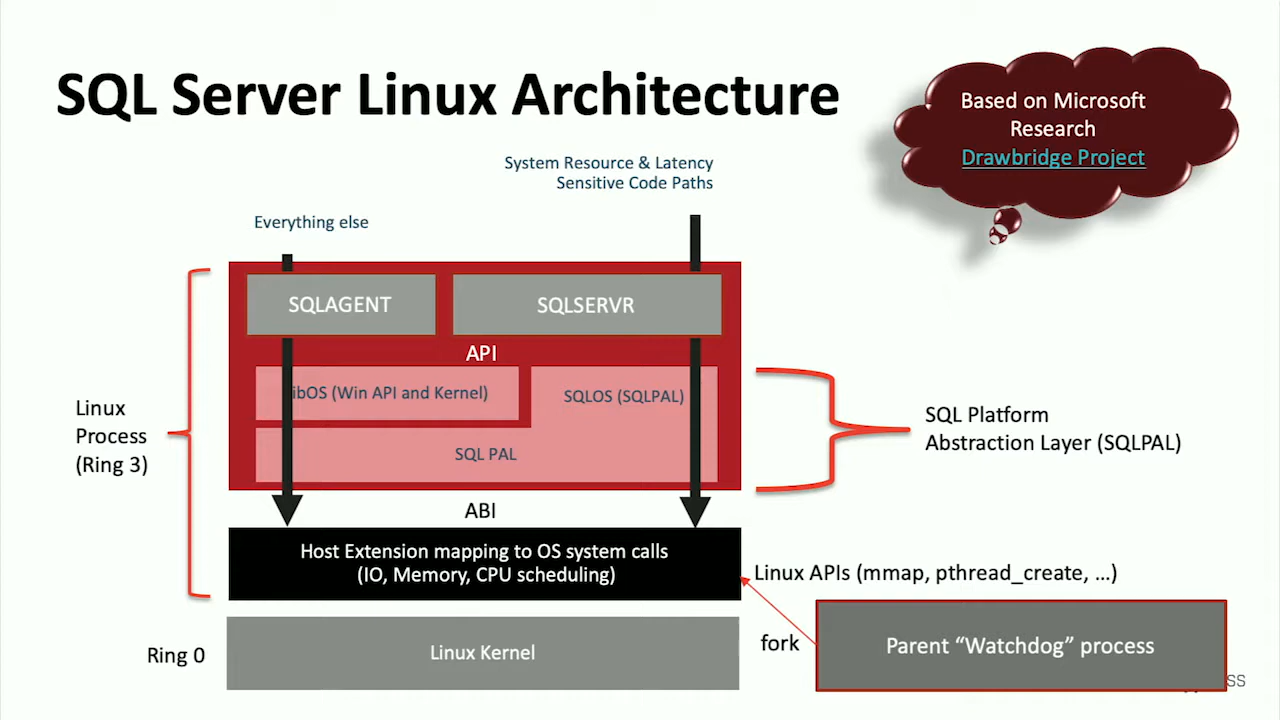 SQL Server Linux Architecture
Based on Microsoft
Research
Drawbridge Project
System Resource & Latency
Sensitive Code Paths
Everything else
SQLAGENT
SQLSERVR
API
ibOS (Win API and Kernel)
SQLOS (SQLPAL)
SQL PAL
Linux
Process
(Ring 3)
SQL Platform
Abstraction Layer (SQLPAL)
ABI
Host Extension mapping to OS system calls
(IO, Memory, CPU scheduling)
Linux APIs (mmap, pthread_create, ...)
fork
Parent “Watchdog” process
Ring 0
Linux Kernel